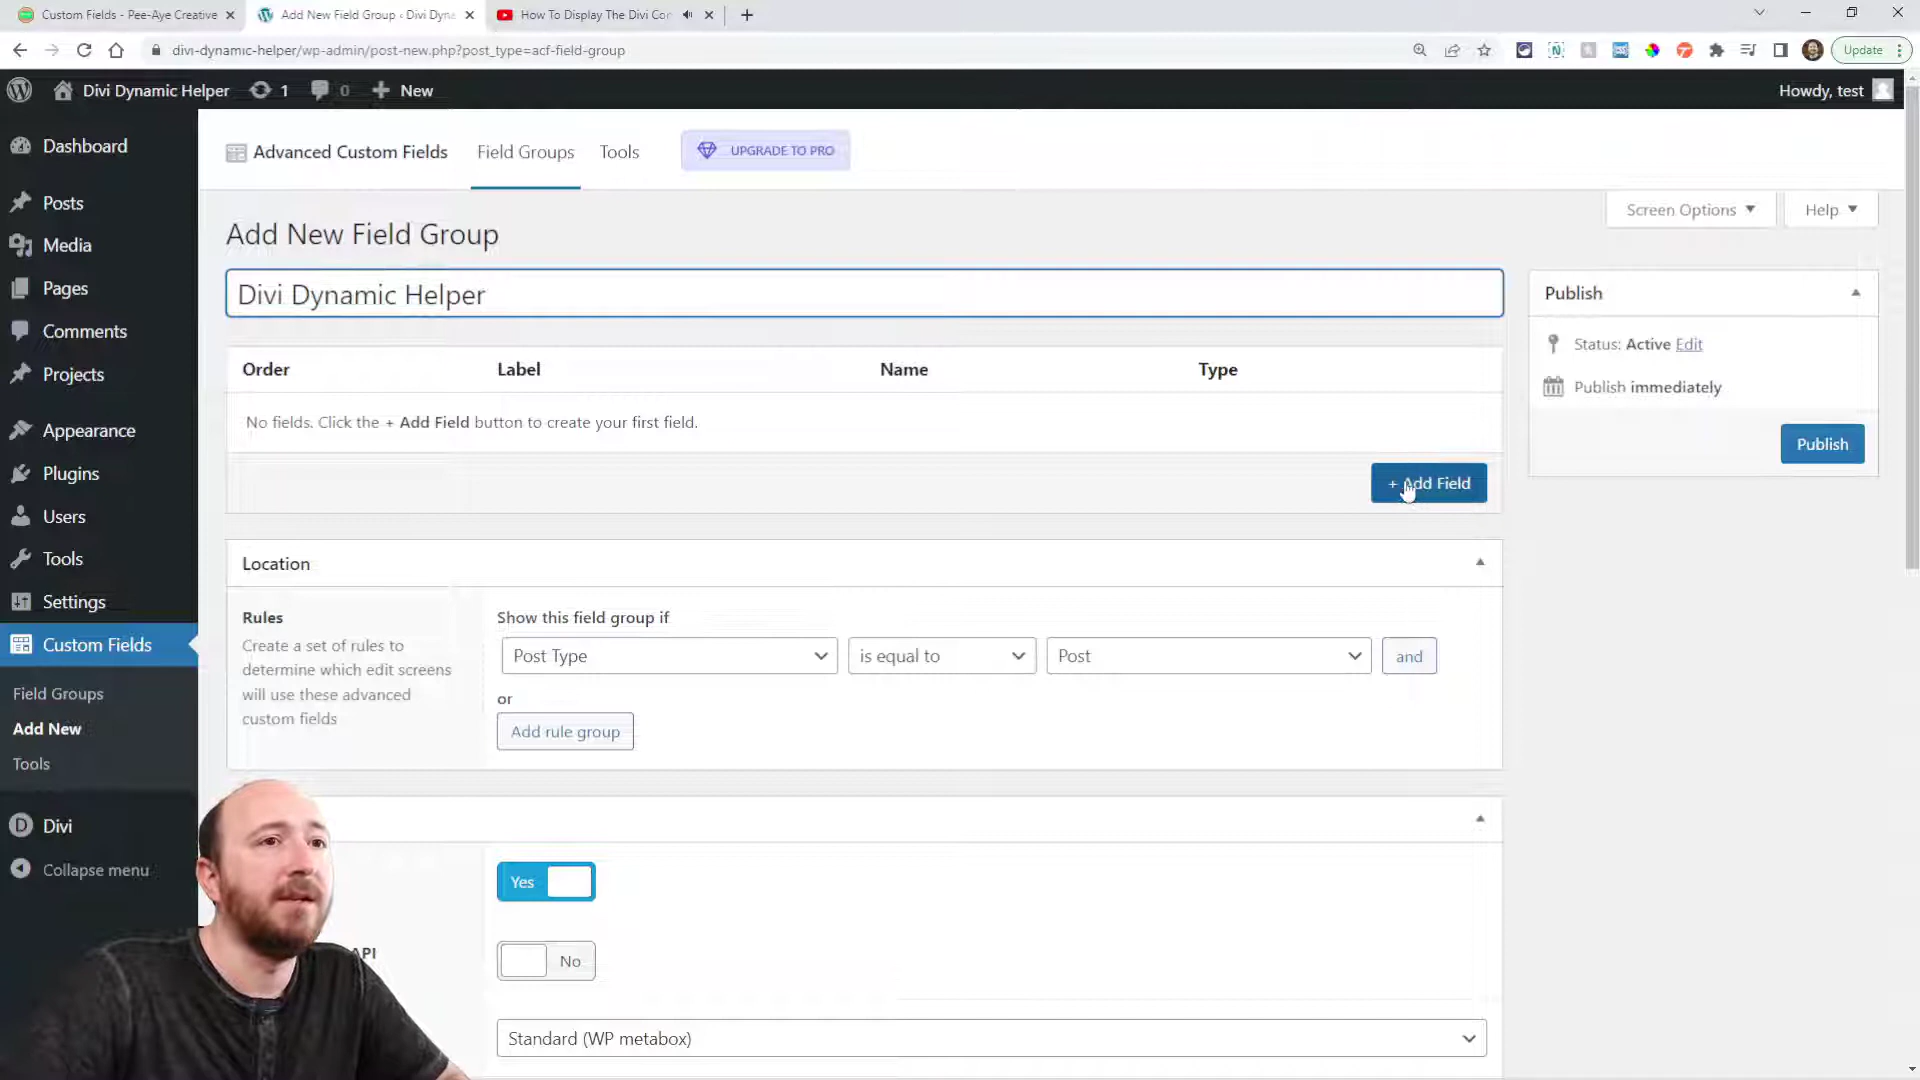 Custom Fields - Pee-Aye Creative
Add New Field Group ‹ Divi Dyna
How To Display The Divi Con
divi-dynamic-helper/wp-admin/post-new.php?post_type=acf-field-group
Update
Divi Dynamic Helper
1
0
New
Howdy, test
Dashboard
Posts
Media
Pages
Comments
Projects
Appearance
Plugins
Users
Tools
Settings
Custom Fields
Field Groups
Add New
Tools
Divi
Collapse menu
Advanced Custom Fields
Field Groups
Tools
UPGRADE TO PRO
Screen Options
Help
Add New Field Group
Divi Dynamic Helper
Order Label Name Type
No fields. Click the + Add Field button to create your first field.
+ Add Field
Publish
Status: Active Edit
Publish immediately
Publish
Location
Rules
Create a set of rules to
determine which edit screens
will use these advanced
custom fields
Show this field group if
Post Type
is equal to
Post
and
or
Add rule group
Yes
API
No
Standard (WP metabox)